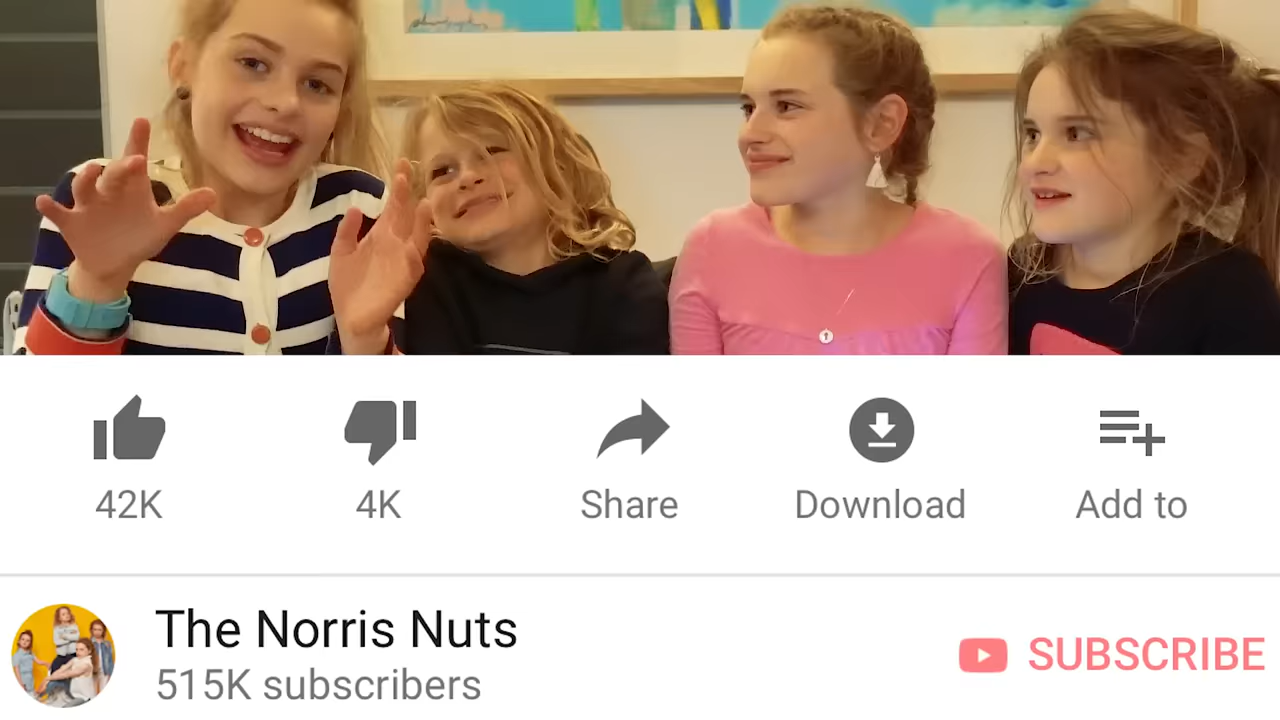 42K
4K
Share
Download
Add to
The Norris Nuts
515K subscribers
SUBSCRIBE